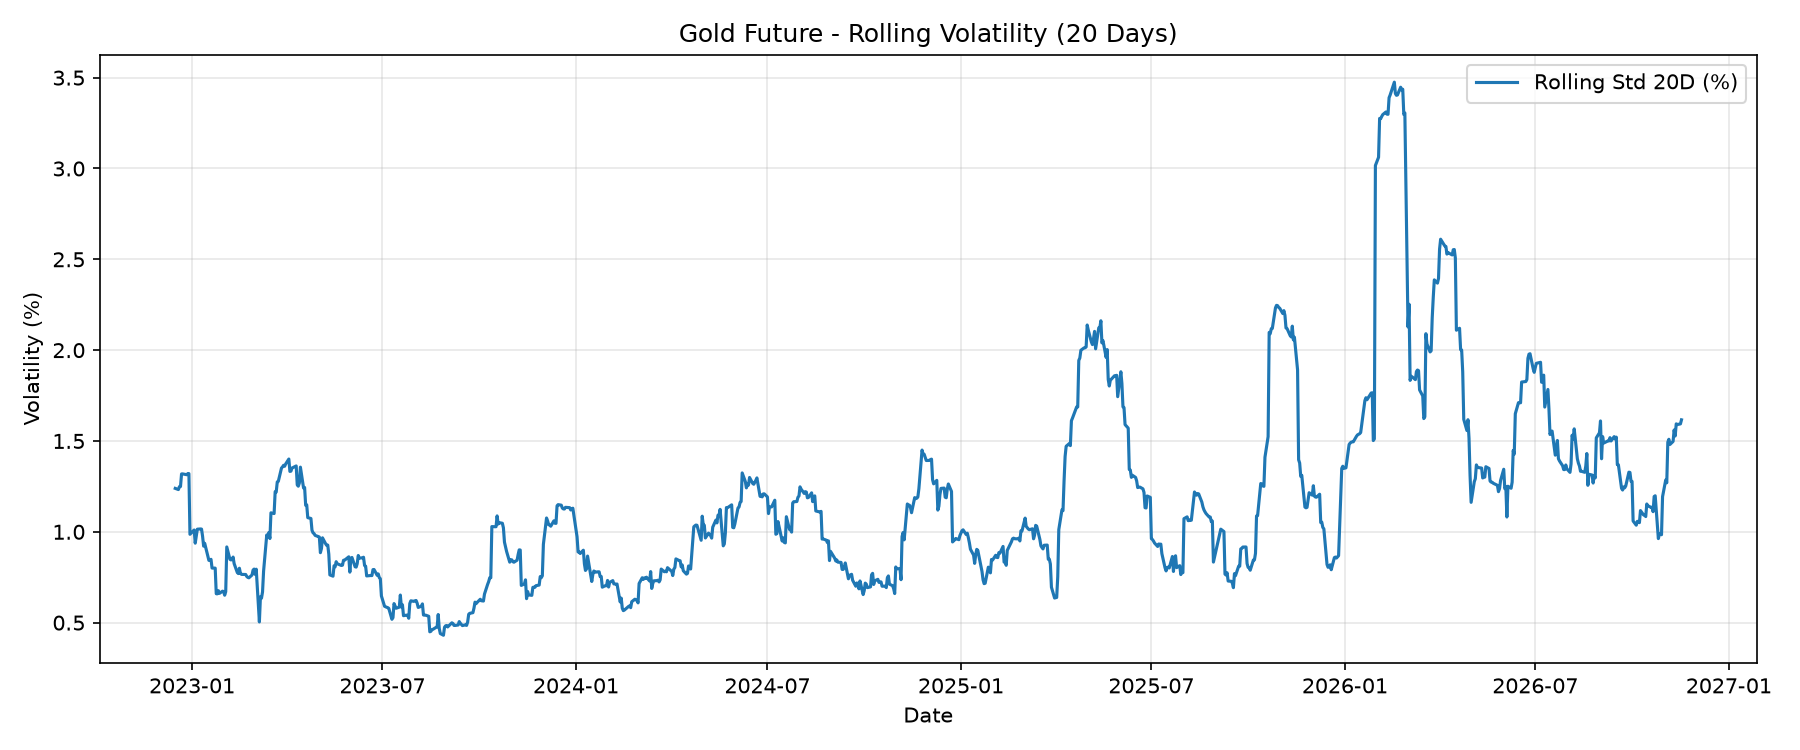 Gold Future - Rolling Volatility (20 Days)
Rolling Std 20D (%)
Volatility (%)
3.5
3.0
2.5
2.0
1.5
1.0
0.5
2023-01 2023-07 2024-01 2024-07 2025-01 2025-07 2026-01 2026-07 2027-01
Date